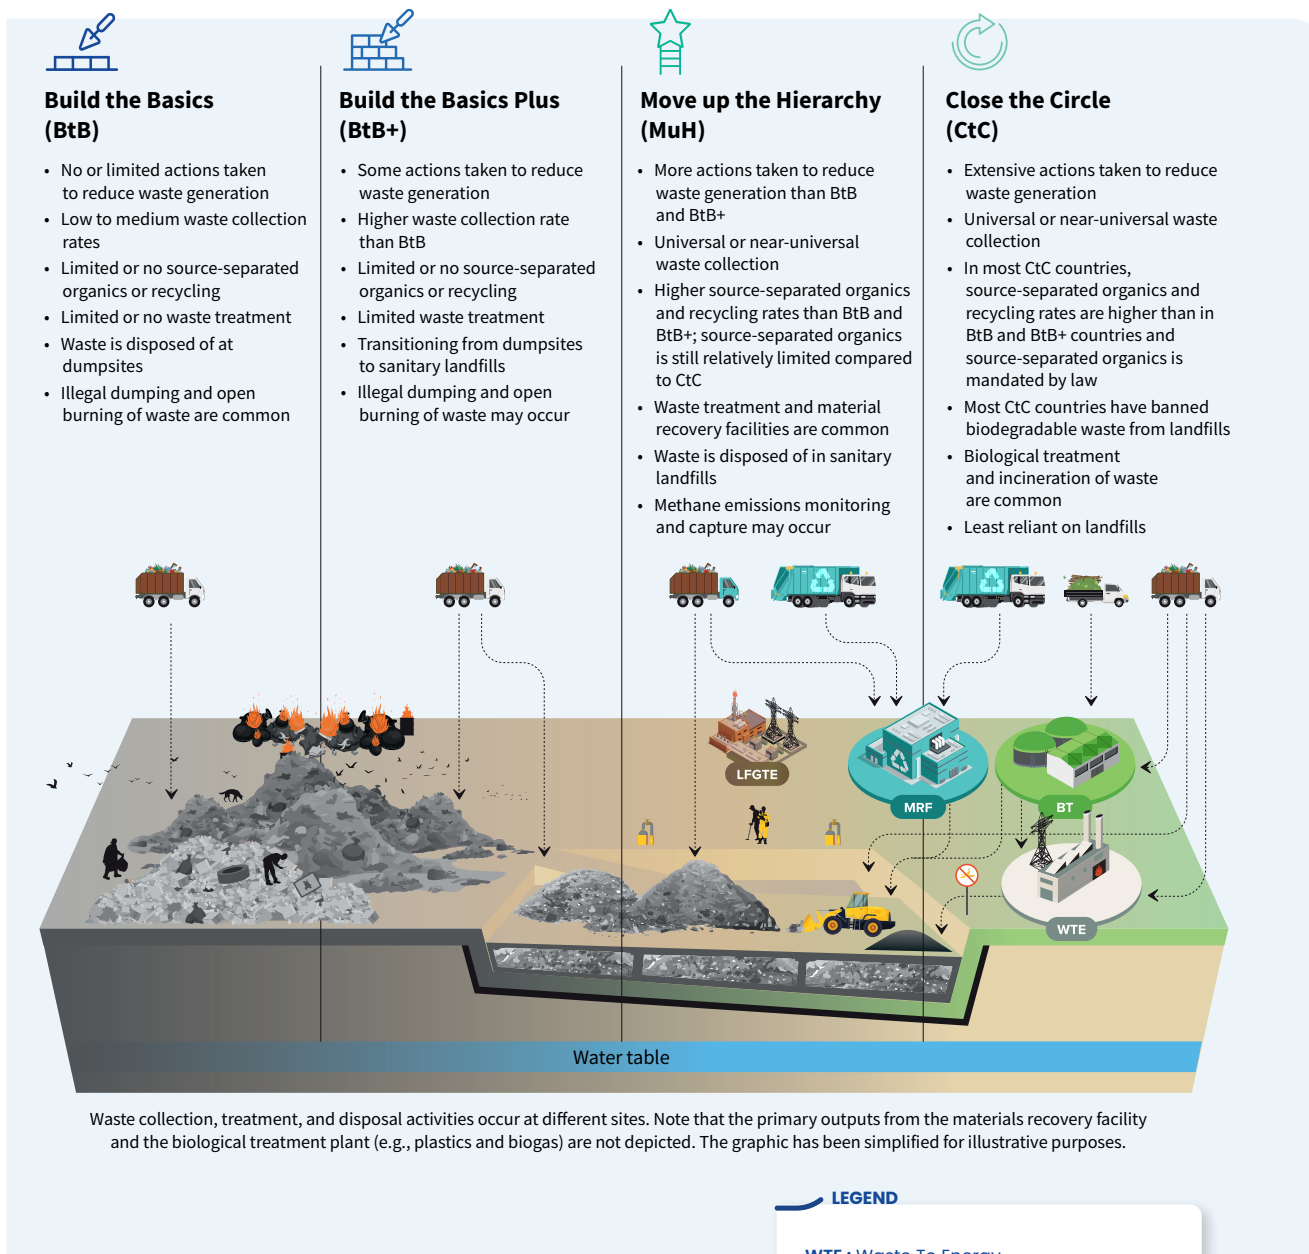 Build the Basics
(BtB)
• No or limited actions taken
to reduce waste generation
• Low to medium waste collection
rates
• Limited or no source-separated
organics or recycling
• Limited or no waste treatment
• Waste is disposed of at
dumpsites
• Illegal dumping and open
burning of waste are common
Build the Basics Plus
(BtB+)
• Some actions taken to reduce
waste generation
• Higher waste collection rate
than BtB
• Limited or no source-separated
organics or recycling
• Limited waste treatment
• Transitioning from dumpsites
to sanitary landfills
• Illegal dumping and open
burning of waste may occur
Move up the Hierarchy
(MuH)
• More actions taken to reduce
waste generation than BtB
and BtB+
• Universal or near-universal
waste collection
• Higher source-separated organics
and recycling rates than BtB and
BtB+; source-separated organics
is still relatively limited compared
to CtC
• Waste treatment and material
recovery facilities are common
• Waste is disposed of in sanitary
landfills
• Methane emissions monitoring
and capture may occur
Close the Circle
(CtC)
• Extensive actions taken to reduce
waste generation
• Universal or near-universal waste
collection
• In most CtC countries,
source-separated organics and
recycling rates are higher than in
BtB and BtB+ countries and
source-separated organics is
mandated by law
• Most CtC countries have banned
biodegradable waste from landfills
• Biological treatment
and incineration of waste
are common
• Least reliant on landfills
LFGTE
MRF
BT
WTE
Water table
Waste collection, treatment, and disposal activities occur at different sites. Note that the primary outputs from the materials recovery facility
and the biological treatment plant (e.g., plastics and biogas) are not depicted. The graphic has been simplified for illustrative purposes.
LEGEND
WTE : Waste To Energy